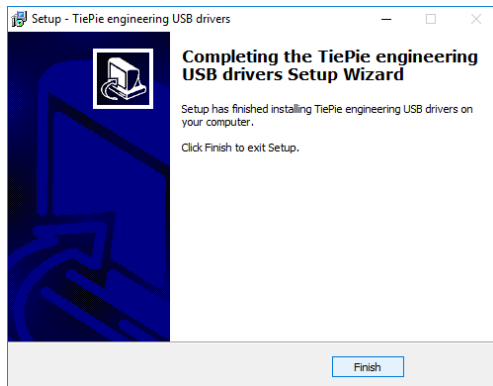 Setup - TiePie engineering USB drivers
Completing the TiePie engineering
USB drivers Setup Wizard
Setup has finished installing TiePie engineering USB drivers on
your computer.
Click Finish to exit Setup.
Finish